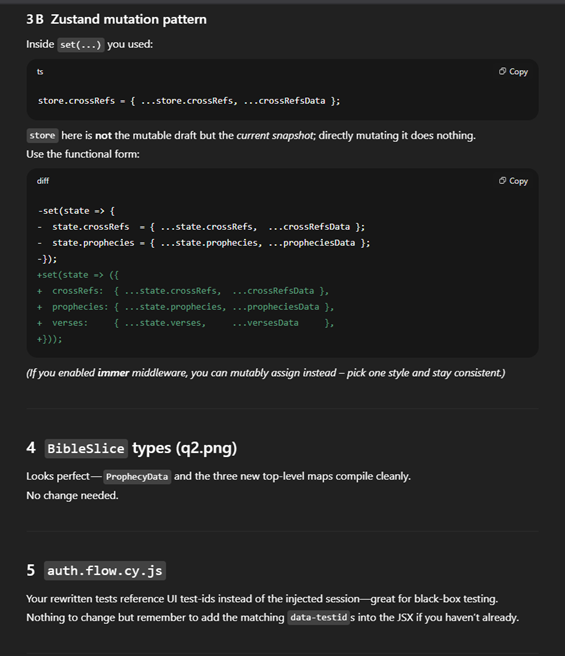 3 B Zustand mutation pattern
Inside set(...) you used:
ts
Copy
store.crossRefs = { ...store.crossRefs, ...crossRefsData };
store here is not the mutable draft but the current snapshot; directly mutating it does nothing.
Use the functional form:
diff
Copy
-set(state => {
-  state.crossRefs  = { ...state.crossRefs,  ...crossRefsData };
-  state.prophecies = { ...state.prophecies, ...propheciesData };
-});
+set(state => ({
+  crossRefs:  { ...state.crossRefs,  ...crossRefsData },
+  prophecies: { ...state.prophecies, ...propheciesData },
+  verses:     { ...state.verses,     ...versesData     },
+}));
(If you enabled immer middleware, you can mutably assign instead – pick one style and stay consistent.)
4 BibleSlice types (q2.png)
Looks perfect— ProphecyData and the three new top-level maps compile cleanly.
No change needed.
5 auth.flow.cy.js
Your rewritten tests reference UI test-ids instead of the injected session—great for black-box testing.
Nothing to change but remember to add the matching data-testid s into the JSX if you haven't already.